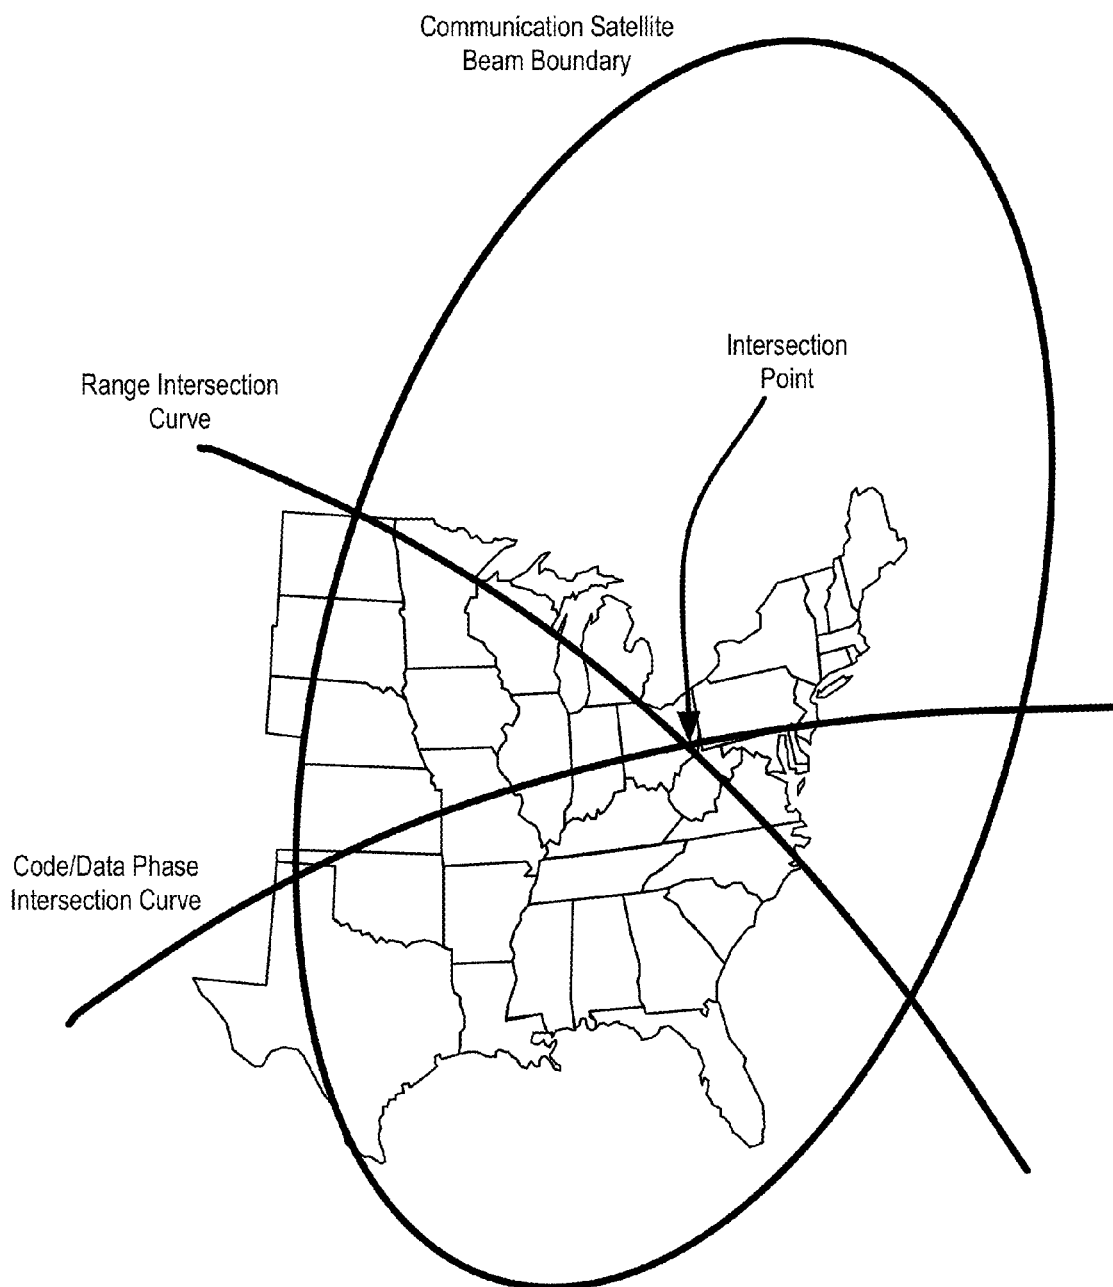 Communication Satellite
Beam Boundary
Intersection
Point
Range Intersection
Curve
Code/Data Phase
Intersection Curve